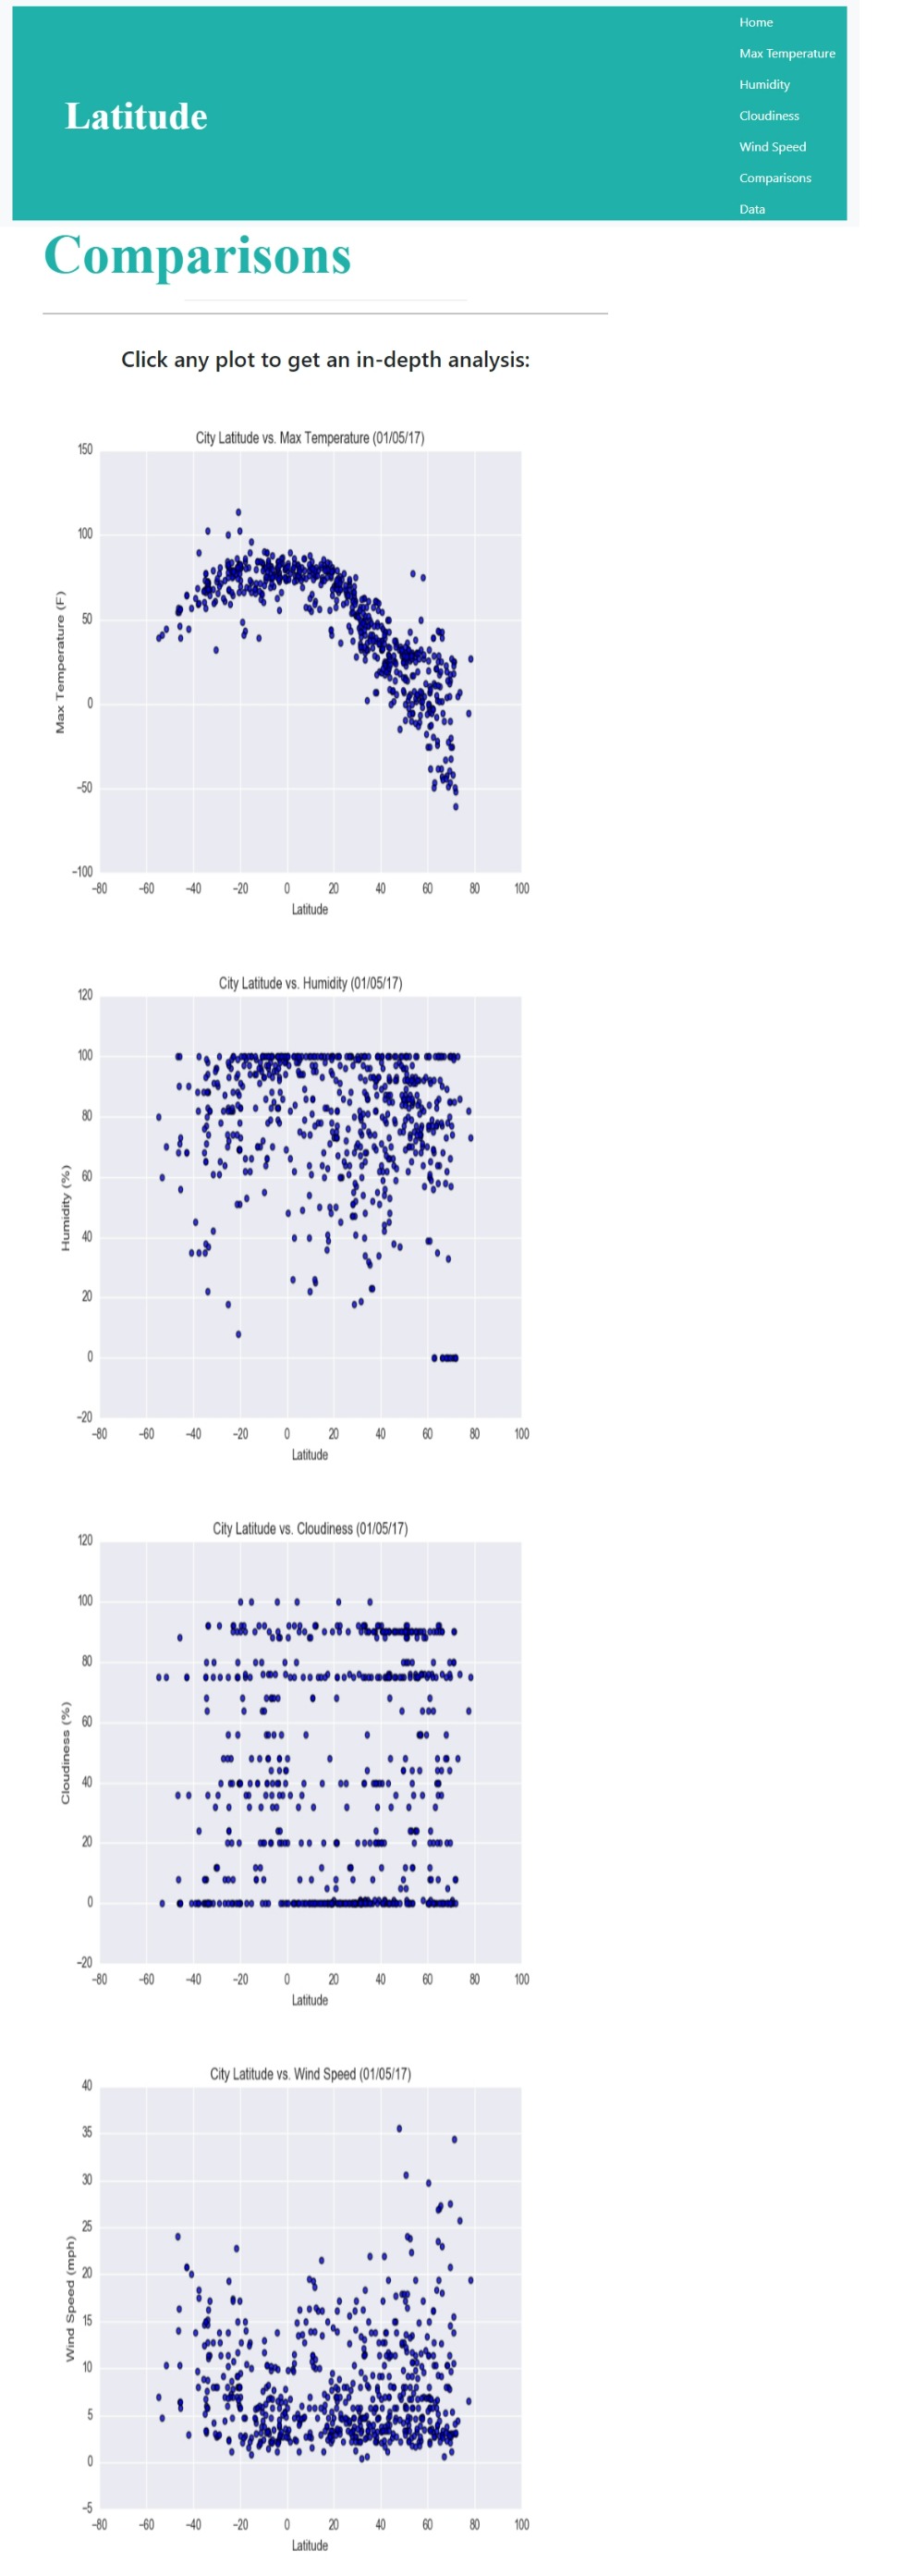 Home
Max Temperature
Humidity
Cloudiness
Wind Speed
Comparisons
Data
Latitude
Comparisons
Click any plot to get an in-depth analysis:
City Latitude vs. Max Temperature (01/05/17)
150
100
50
0
−50
−100
Max Temperature (F)
−80 −60 −40 −20 0 20 40 60 80 100
Latitude
City Latitude vs. Humidity (01/05/17)
120
100
80
60
40
20
0
−20
Humidity (%)
−80 −60 −40 −20 0 20 40 60 80 100
Latitude
City Latitude vs. Cloudiness (01/05/17)
120
100
80
60
40
20
0
−20
Cloudiness (%)
−80 −60 −40 −20 0 20 40 60 80 100
Latitude
City Latitude vs. Wind Speed (01/05/17)
40
35
30
25
20
15
10
5
0
−5
Wind Speed (mph)
−80 −60 −40 −20 0 20 40 60 80 100
Latitude